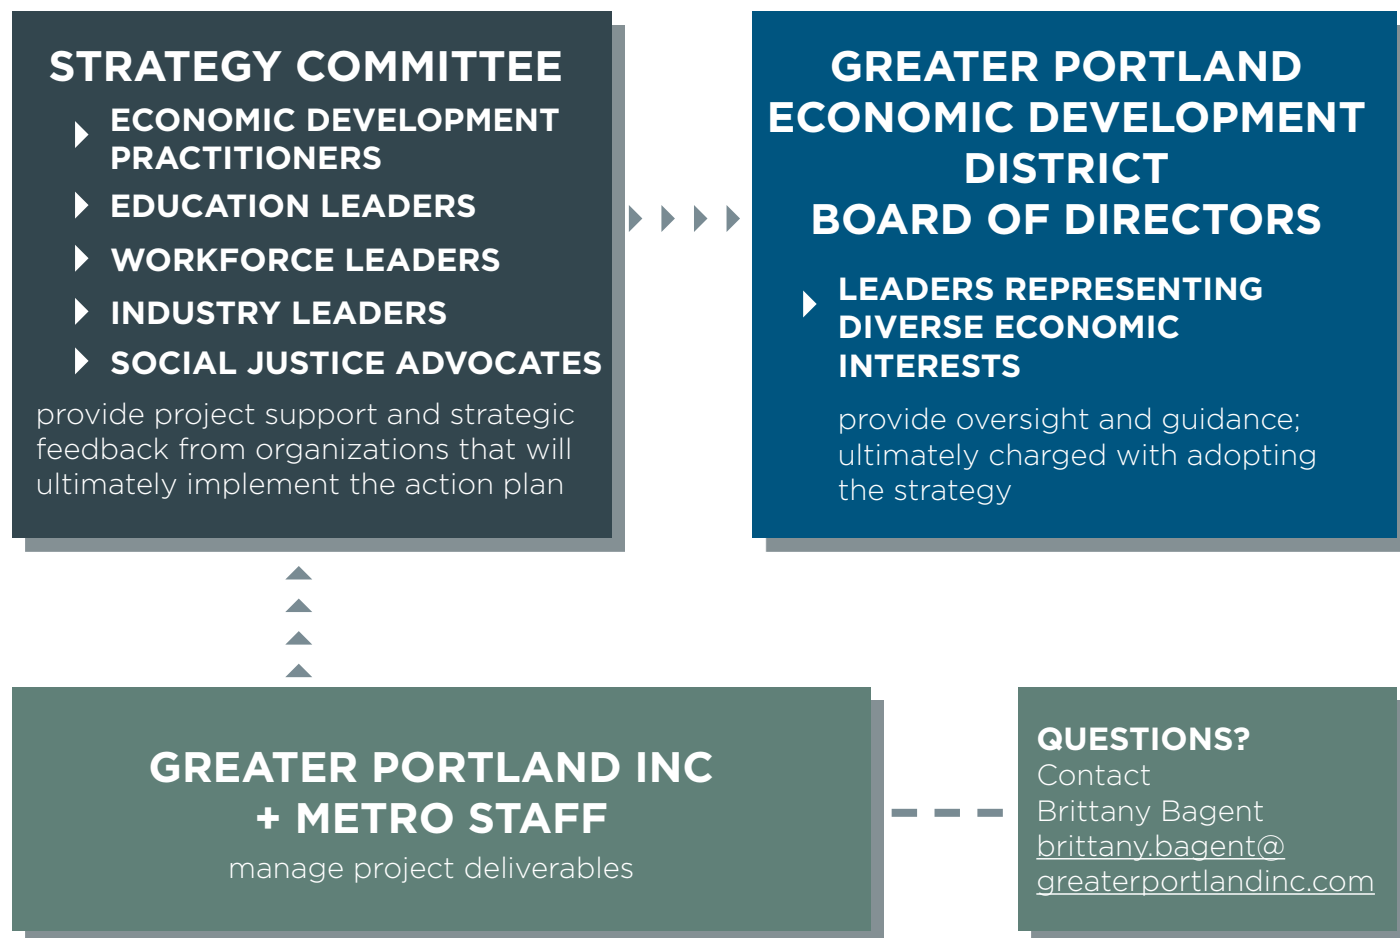 STRATEGY COMMITTEE
ECONOMIC DEVELOPMENT
PRACTITIONERS
EDUCATION LEADERS
WORKFORCE LEADERS
INDUSTRY LEADERS
SOCIAL JUSTICE ADVOCATES
provide project support and strategic
feedback from organizations that will
ultimately implement the action plan
GREATER PORTLAND
ECONOMIC DEVELOPMENT
DISTRICT
BOARD OF DIRECTORS
LEADERS REPRESENTING
DIVERSE ECONOMIC
INTERESTS
provide oversight and guidance;
ultimately charged with adopting
the strategy
GREATER PORTLAND INC
+ METRO STAFF
manage project deliverables
QUESTIONS?
Contact
Brittany Bagent
brittany.bagent@
greaterportlandinc.com